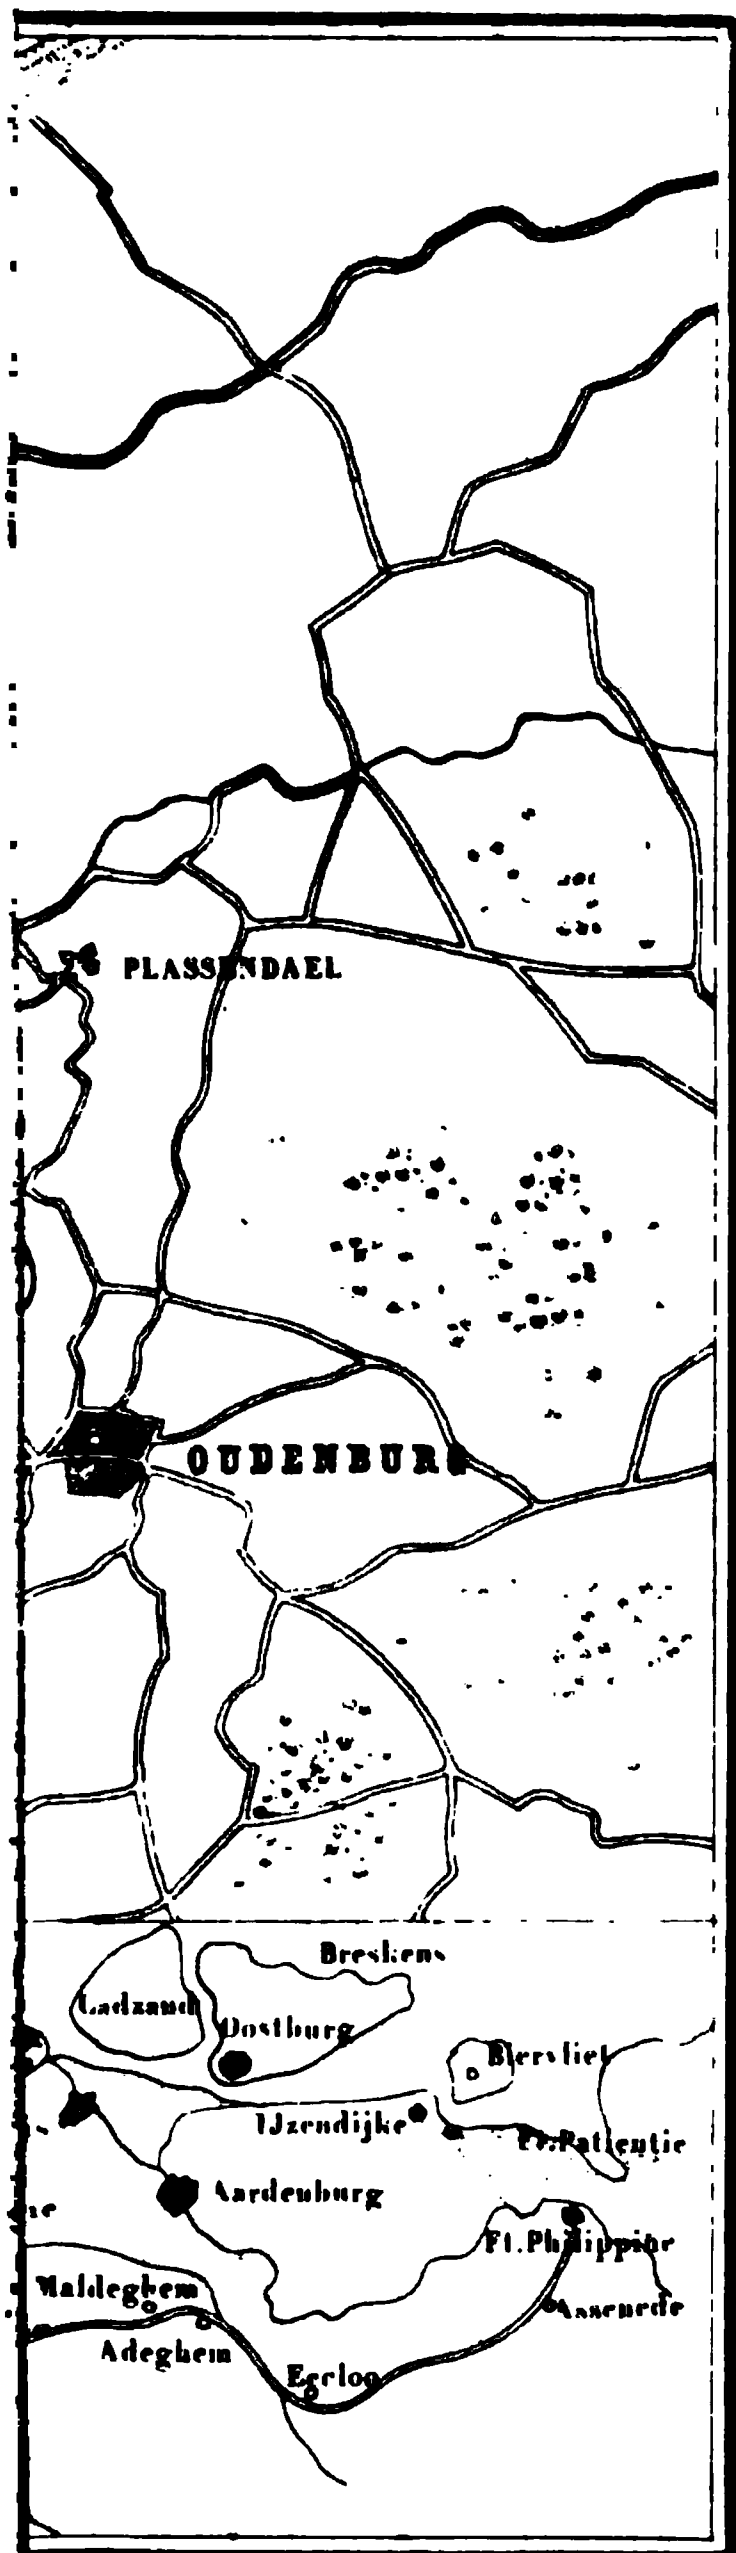 PLASSENDAEL
OUDENBURG
Breskens
Cadzand
Oostburg
Biervliet
IJzendijke
Ft. Patientie
Aardenburg
Ft. Philippine
Maldeghem
Assenede
Adeghem
Eecloo